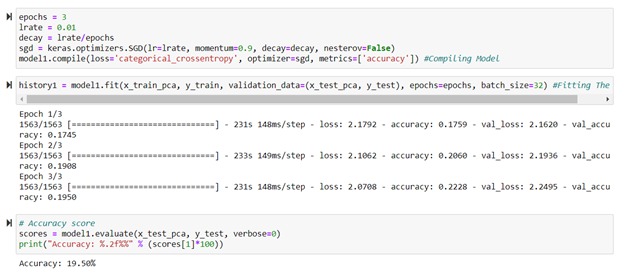 epochs = 3
lrate = 0.01
decay = lrate/epochs
sgd = keras.optimizers.SGD(lr=lrate, momentum=0.9, decay=decay, nesterov=False)
model1.compile(loss='categorical_crossentropy', optimizer=sgd, metrics=['accuracy']) #Compiling Model
history1 = model1.fit(x_train_pca, y_train, validation_data=(x_test_pca, y_test), epochs=epochs, batch_size=32) #Fitting The
Epoch 1/3
1563/1563 [==============================] - 231s 148ms/step - loss: 2.1792 - accuracy: 0.1759 - val_loss: 2.1620 - val_accu
racy: 0.1745
Epoch 2/3
1563/1563 [==============================] - 233s 149ms/step - loss: 2.1062 - accuracy: 0.2060 - val_loss: 2.1936 - val_accu
racy: 0.1908
Epoch 3/3
1563/1563 [==============================] - 231s 148ms/step - loss: 2.0708 - accuracy: 0.2228 - val_loss: 2.2495 - val_accu
racy: 0.1950
# Accuracy score
scores = model1.evaluate(x_test_pca, y_test, verbose=0)
print("Accuracy: %.2f%%" % (scores[1]*100))
Accuracy: 19.50%